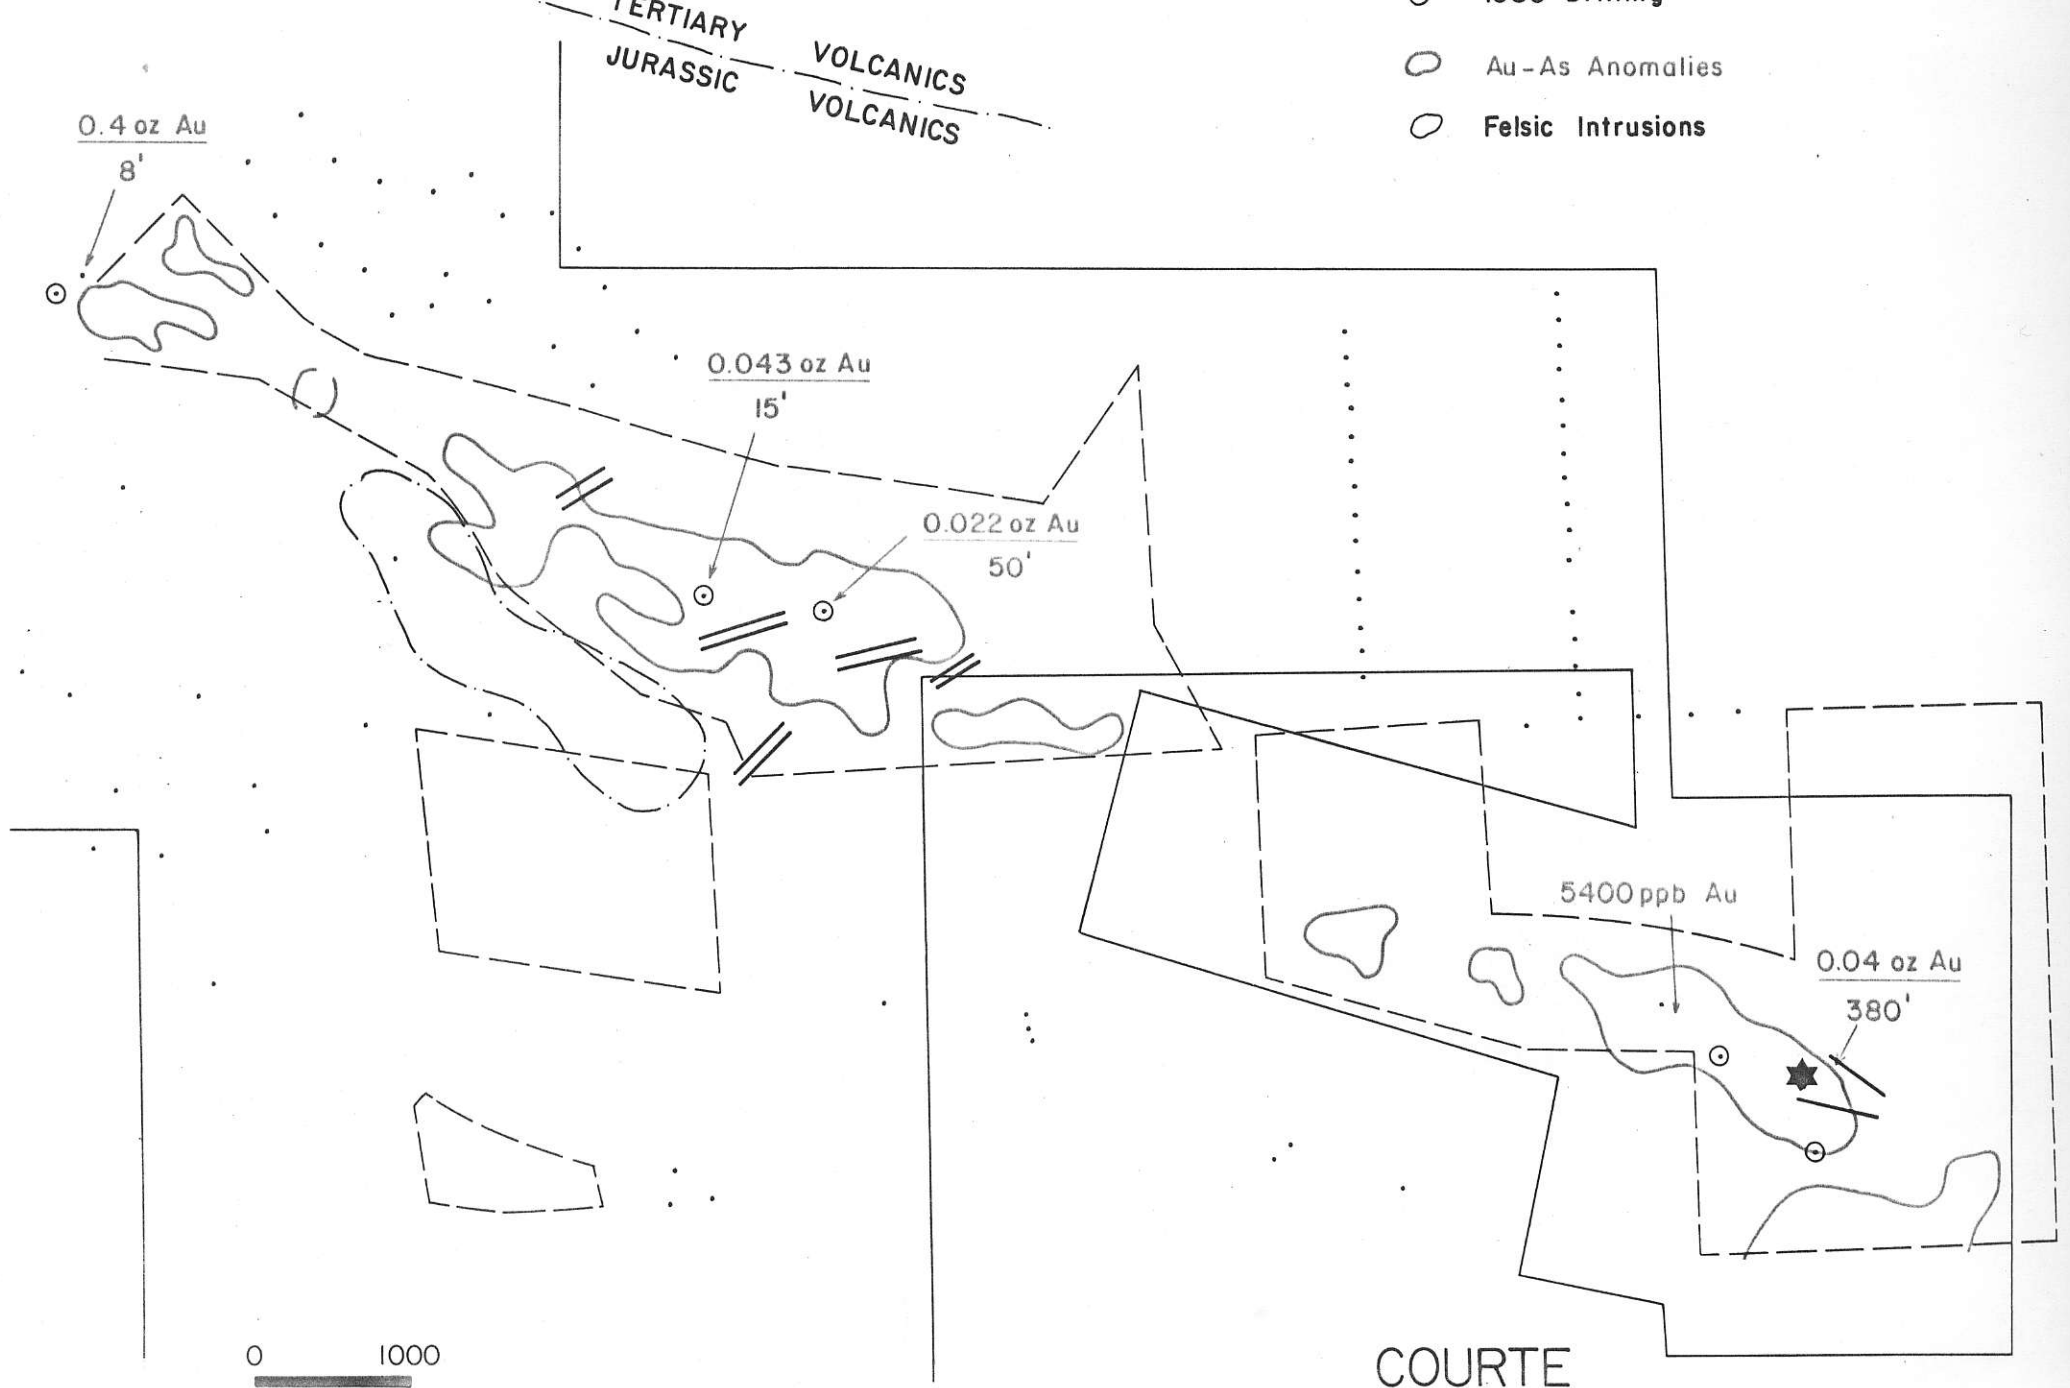 TERTIARY VOLCANICS
JURASSIC VOLCANICS
Au-As Anomalies
Felsic Intrusions
0.4 oz Au
8'
0.043 oz Au
15'
0.022 oz Au
50'
5400 ppb Au
0.04 oz Au
380'
0 1000
COURTE